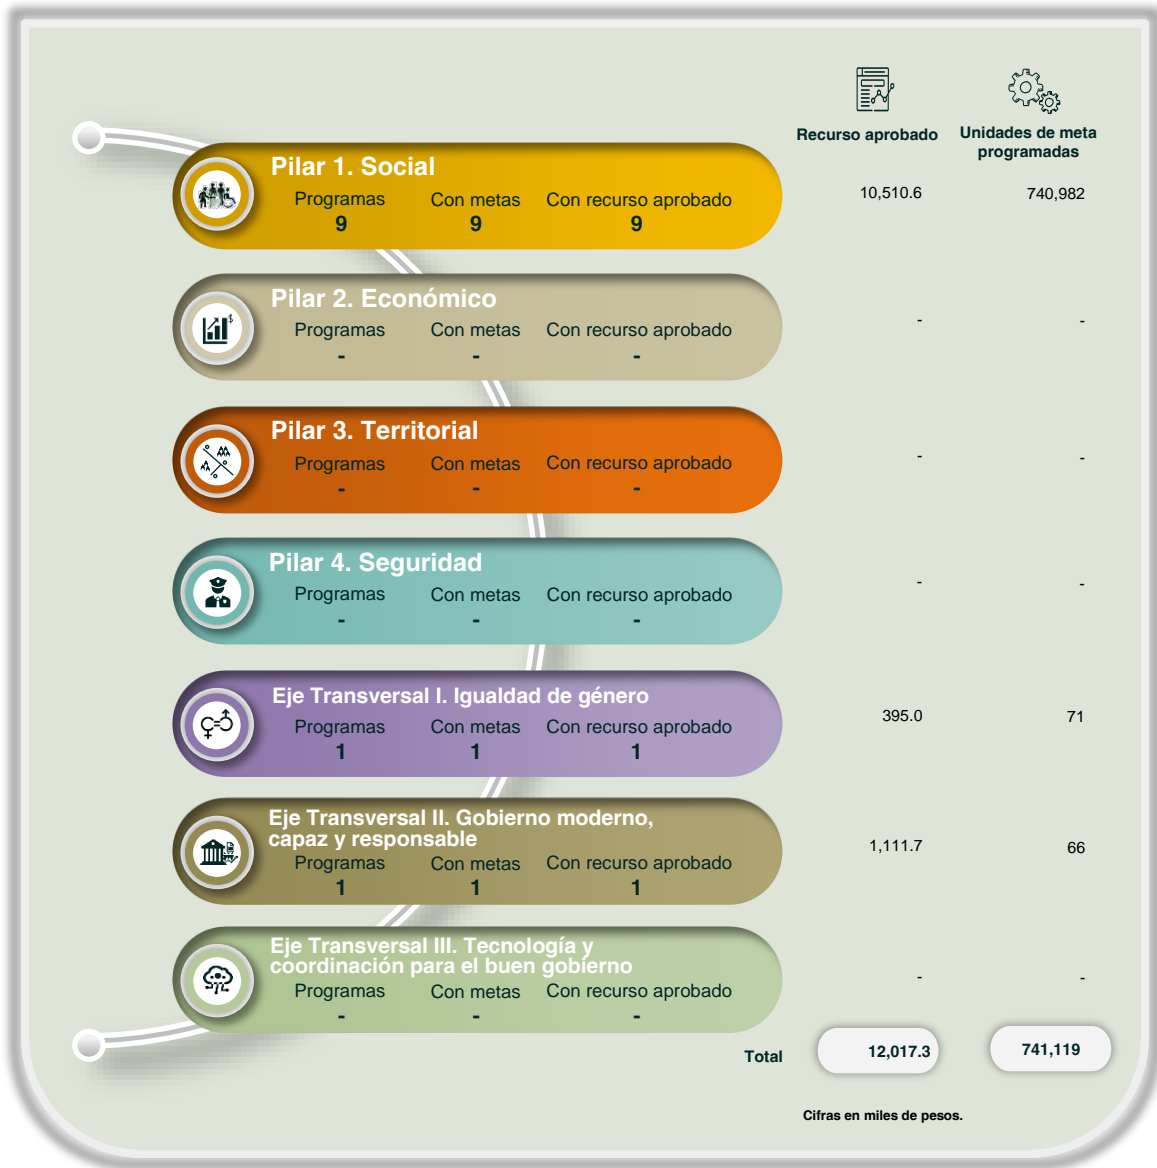 Recurso aprobado
Unidades de meta
programadas
Pilar 1. Social
Programas Con metas Con recurso aprobado
9 9 9
10,510.6 740,982
Pilar 2. Económico
Programas Con metas Con recurso aprobado
- - -
- -
Pilar 3. Territorial
Programas Con metas Con recurso aprobado
- - -
- -
Pilar 4. Seguridad
Programas Con metas Con recurso aprobado
- - -
- -
Eje Transversal I. Igualdad de género
Programas Con metas Con recurso aprobado
1 1 1
395.0 71
Eje Transversal II. Gobierno moderno,
capaz y responsable
Programas Con metas Con recurso aprobado
1 1 1
1,111.7 66
Eje Transversal III. Tecnología y
coordinación para el buen gobierno
Programas Con metas Con recurso aprobado
- - -
- -
Total 12,017.3 741,119
Cifras en miles de pesos.